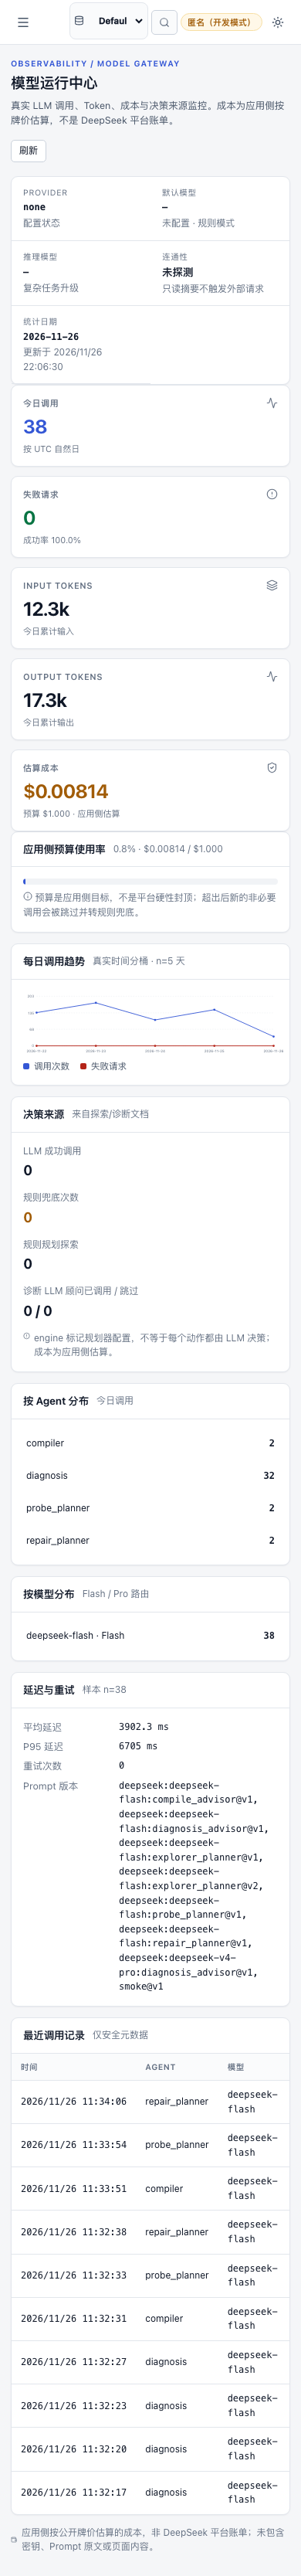 Defaul
匿名（开发模式）
OBSERVABILITY / MODEL GATEWAY
模型运行中心
真实 LLM 调用、Token、成本与决策来源监控。成本为应用侧按
牌价估算，不是 DeepSeek 平台账单。
刷新
PROVIDER
none
配置状态
默认模型
—
未配置 · 规则模式
推理模型
—
复杂任务升级
连通性
未探测
只读摘要不触发外部请求
统计日期
2026-11-26
更新于 2026/11/26
22:06:30
今日调用
38
按 UTC 自然日
失败请求
0
成功率 100.0%
INPUT TOKENS
12.3k
今日累计输入
OUTPUT TOKENS
17.3k
今日累计输出
估算成本
$0.00814
预算 $1.000 · 应用侧估算
应用侧预算使用率 0.8% · $0.00814 / $1.000
预算是应用侧目标，不是平台硬性封顶；超出后新的非必要
调用会被跳过并转规则兜底。
每日调用趋势 真实时间分桶 · n=5 天
调用次数 失败请求
决策来源 来自探索/诊断文档
LLM 成功调用
0
规则兜底次数
0
规则规划探索
0
诊断 LLM 顾问已调用 / 跳过
0 / 0
engine 标记规划器配置，不等于每个动作都由 LLM 决策；
成本为应用侧估算。
按 Agent 分布 今日调用
compiler 2
diagnosis 32
probe_planner 2
repair_planner 2
按模型分布 Flash / Pro 路由
deepseek-flash · Flash 38
延迟与重试 样本 n=38
平均延迟 3902.3 ms
P95 延迟 6705 ms
重试次数 0
Prompt 版本 deepseek:deepseek-
flash:compile_advisor@v1,
deepseek:deepseek-
flash:diagnosis_advisor@v1,
deepseek:deepseek-
flash:explorer_planner@v1,
deepseek:deepseek-
flash:explorer_planner@v2,
deepseek:deepseek-
flash:probe_planner@v1,
deepseek:deepseek-
flash:repair_planner@v1,
deepseek:deepseek-v4-
pro:diagnosis_advisor@v1,
smoke@v1
最近调用记录 仅安全元数据
时间 AGENT 模型
2026/11/26 11:34:06 repair_planner deepseek-
flash
2026/11/26 11:33:54 probe_planner deepseek-
flash
2026/11/26 11:33:51 compiler deepseek-
flash
2026/11/26 11:32:38 repair_planner deepseek-
flash
2026/11/26 11:32:33 probe_planner deepseek-
flash
2026/11/26 11:32:31 compiler deepseek-
flash
2026/11/26 11:32:27 diagnosis deepseek-
flash
2026/11/26 11:32:23 diagnosis deepseek-
flash
2026/11/26 11:32:20 diagnosis deepseek-
flash
2026/11/26 11:32:17 diagnosis deepseek-
flash
应用侧按公开牌价估算的成本，非 DeepSeek 平台账单；未包含
密钥、Prompt 原文或页面内容。